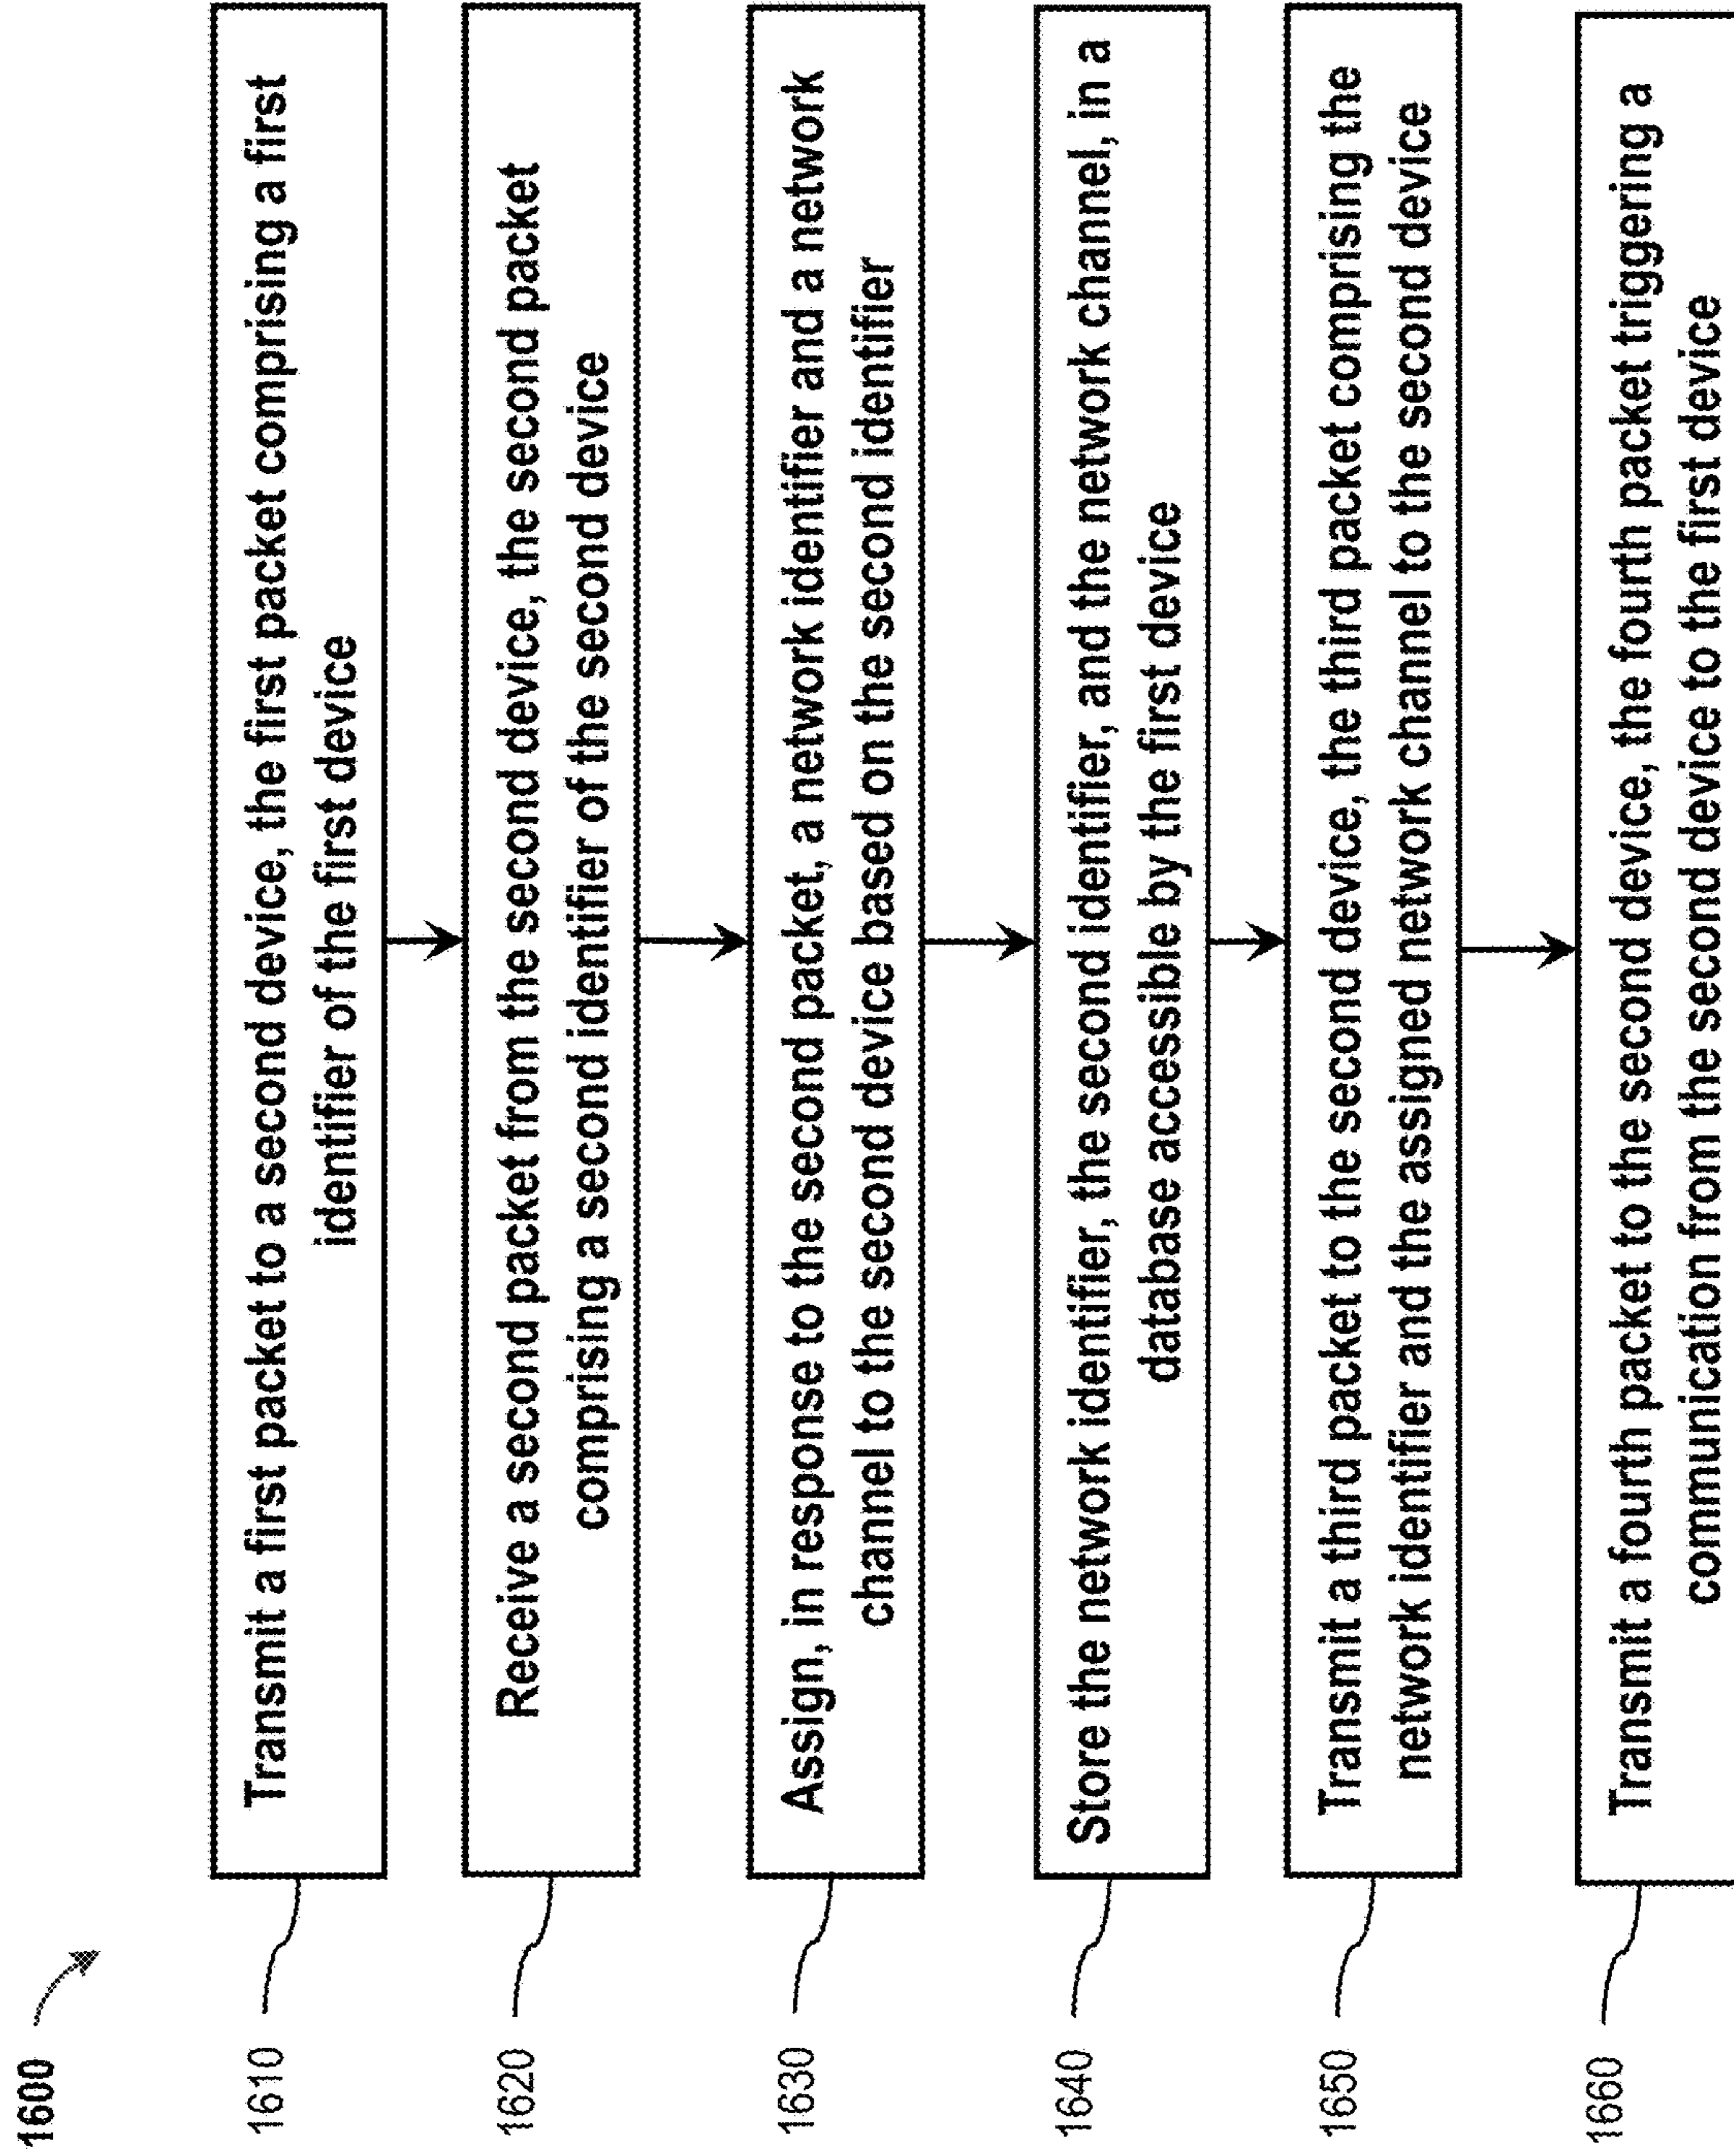 1600
1610
Transmit a first packet to a second device, the first packet comprising a first
identifier of the first device
1620
Receive a second packet from the second device, the second packet
comprising a second identifier of the second device
1630
Assign, in response to the second packet, a network identifier and a network
channel to the second device based on the second identifier
1640
Store the network identifier, the second identifier, and the network channel, in a
database accessible by the first device
1650
Transmit a third packet to the second device, the third packet comprising the
network identifier and the assigned network channel to the second device
1660
Transmit a fourth packet to the second device, the fourth packet triggering a
communication from the second device to the first device